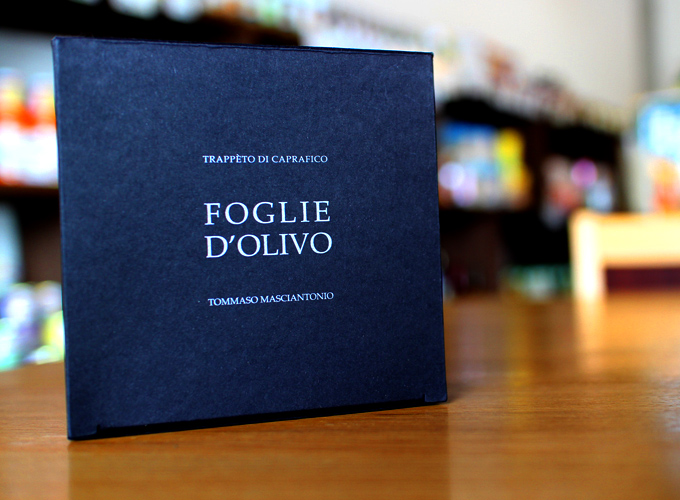 TRAPPÈTO DI CAPRAFICO
FOGLIE
D'OLIVO
TOMMASO MASCIANTONIO